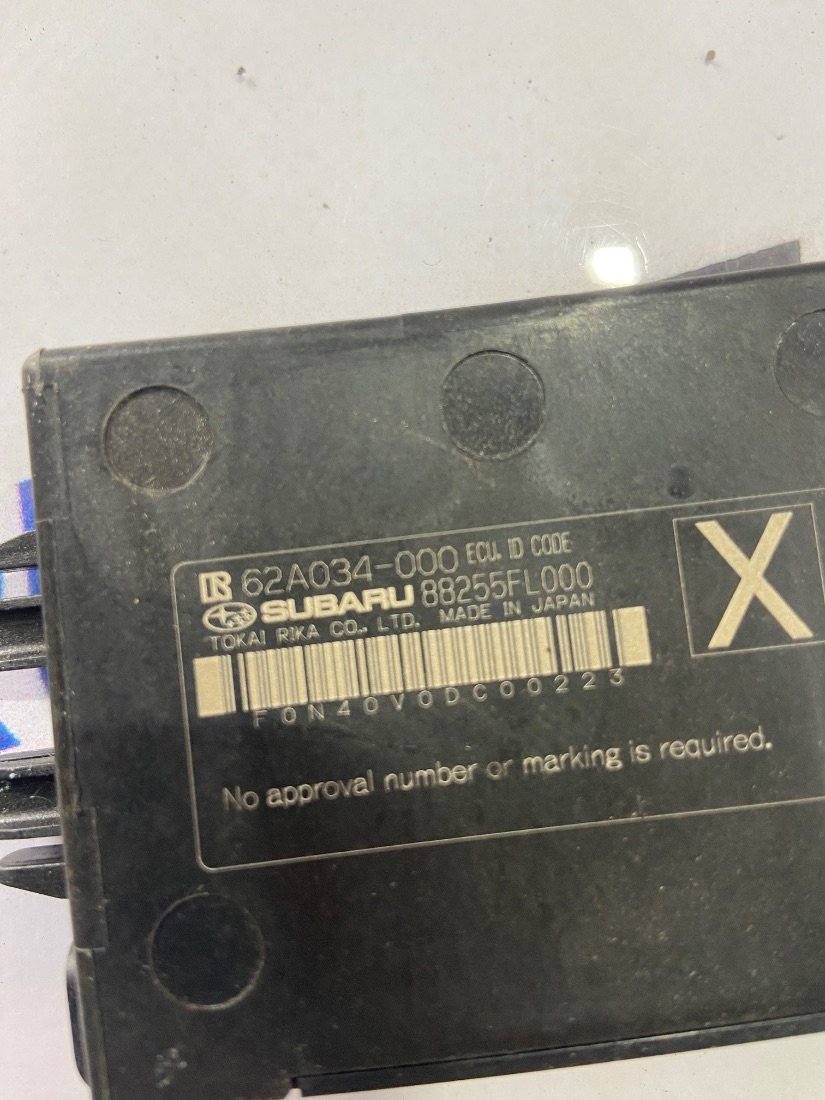 62A034-000 ECU. ID CODE
SUBARU 88255FL000
TOKAI RIKA CO., LTD. MADE IN JAPAN
X
F0N40V0DC00223
No approval number or marking is required.